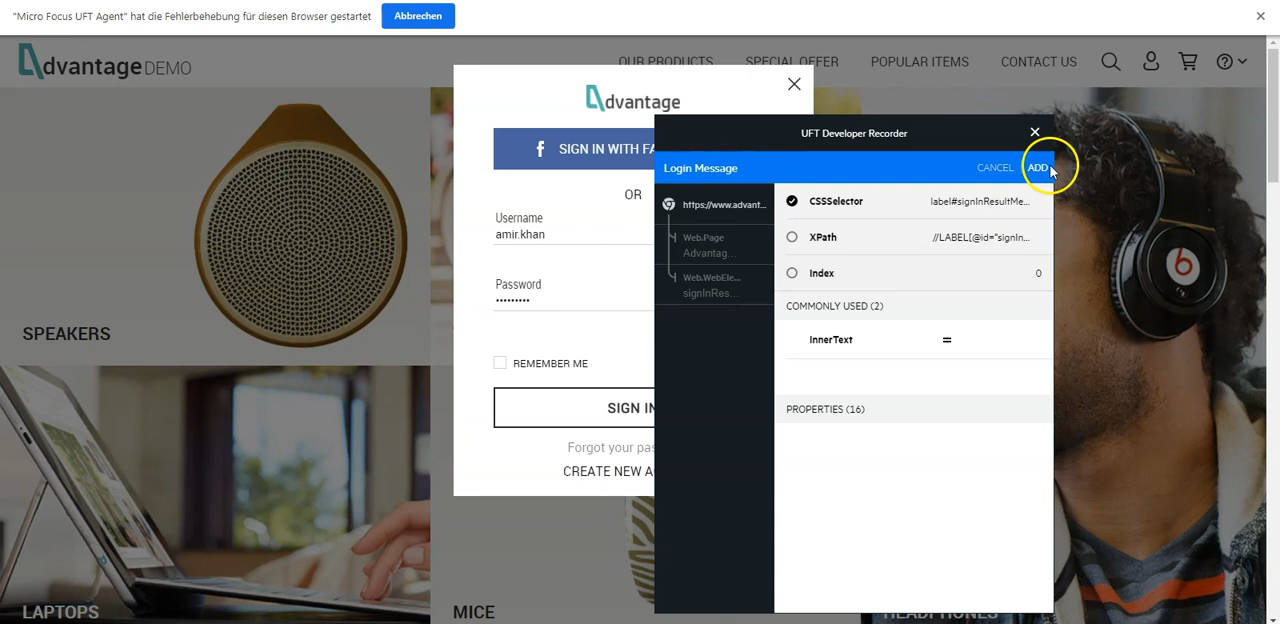 "Micro Focus UFT Agent" hat die Fehlerbehebung für diesen Browser gestartet Abbrechen
Advantage DEMO
OUR PRODUCTS SPECIAL OFFER POPULAR ITEMS CONTACT US
Advantage
SIGN IN WITH FA
OR
Username
amir.khan
Password
REMEMBER ME
SIGN IN
Forgot your pas
CREATE NEW A
UFT Developer Recorder
Login Message CANCEL ADD
https://www.advant...
Web.Page
Advantag...
Web.WebEle...
signInRes...
CSSSelector label#signInResultMe...
XPath //LABEL[@id="signIn...
Index 0
COMMONLY USED (2)
InnerText =
PROPERTIES (16)
SPEAKERS
LAPTOPS
MICE
HEADPHONES